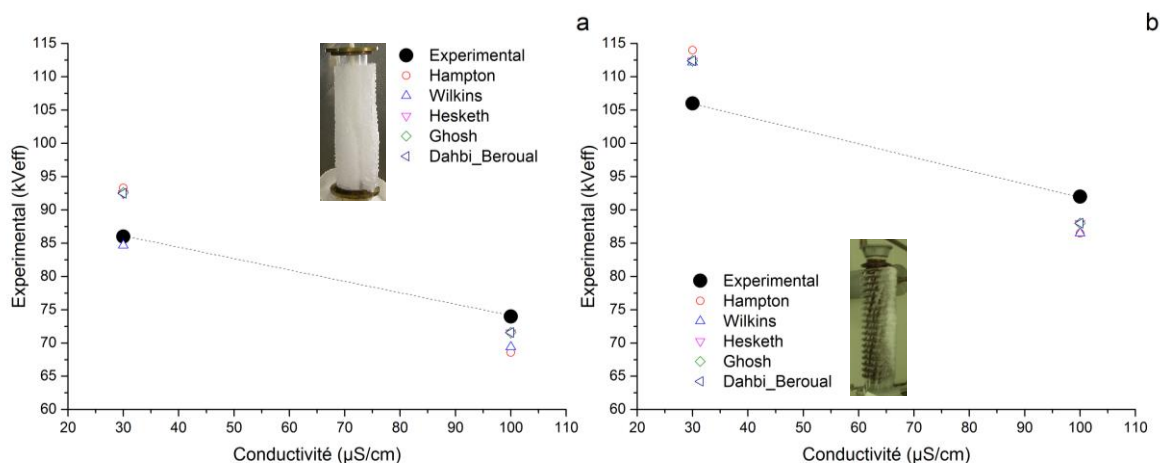 a
115
110
105
100
95
90
85
80
75
70
65
60
Experimental (kVeff)
Experimental
Hampton
Wilkins
Hesketh
Ghosh
Dahbi_Beroual
20 30 40 50 60 70 80 90 100 110
Conductivité (µS/cm)
b
115
110
105
100
95
90
85
80
75
70
65
60
Experimental (kVeff)
Experimental
Hampton
Wilkins
Hesketh
Ghosh
Dahbi_Beroual
20 30 40 50 60 70 80 90 100 110
Conductivité (µS/cm)